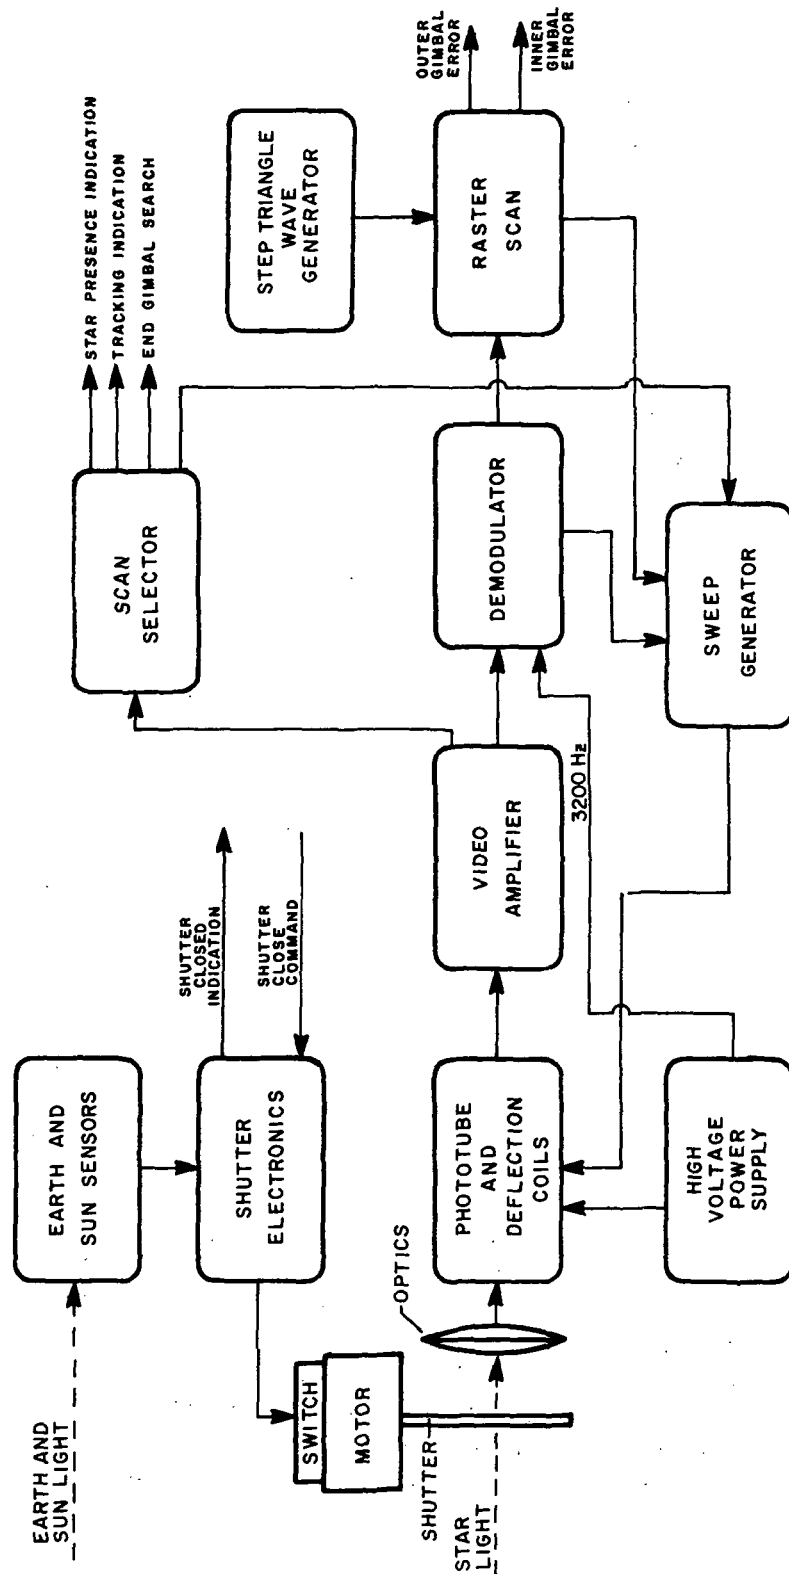 EARTH AND
SUN LIGHT
EARTH AND
SUN SENSORS
SHUTTER
ELECTRONICS
SHUTTER
CLOSED
INDICATION
SHUTTER
CLOSE
COMMAND
SWITCH
MOTOR
SHUTTER
STAR
LIGHT
OPTICS
PHOTOTUBE
AND
DEFLECTION
COILS
HIGH
VOLTAGE
POWER
SUPPLY
VIDEO
AMPLIFIER
3200 Hz
SCAN
SELECTOR
STAR PRESENCE INDICATION
TRACKING INDICATION
END GIMBAL SEARCH
DEMODULATOR
SWEEP
GENERATOR
STEP TRIANGLE
WAVE
GENERATOR
RASTER
SCAN
OUTER
GIMBAL
ERROR
INNER
GIMBAL
ERROR